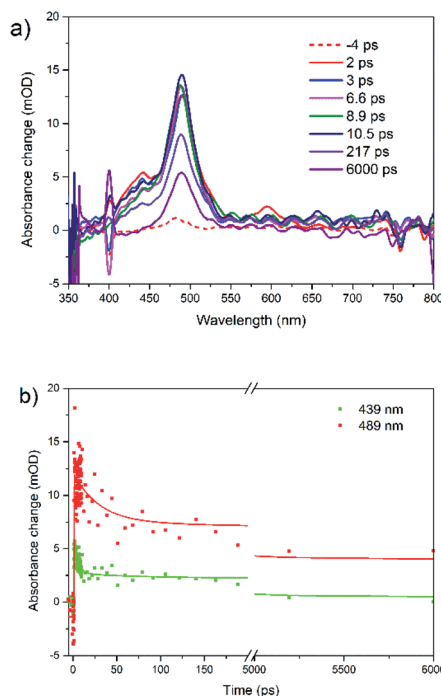 a)
Absorbance change (mOD)
20
15
10
5
0
-5
-4 ps
2 ps
3 ps
6.6 ps
8.9 ps
10.5 ps
217 ps
6000 ps
350 400 450 500 550 600 650 700 750 800
Wavelength (nm)
b)
Absorbance change (mOD)
20
15
10
5
0
-5
439 nm
489 nm
0 50 100 150 5000 5500 6000
Time (ps)